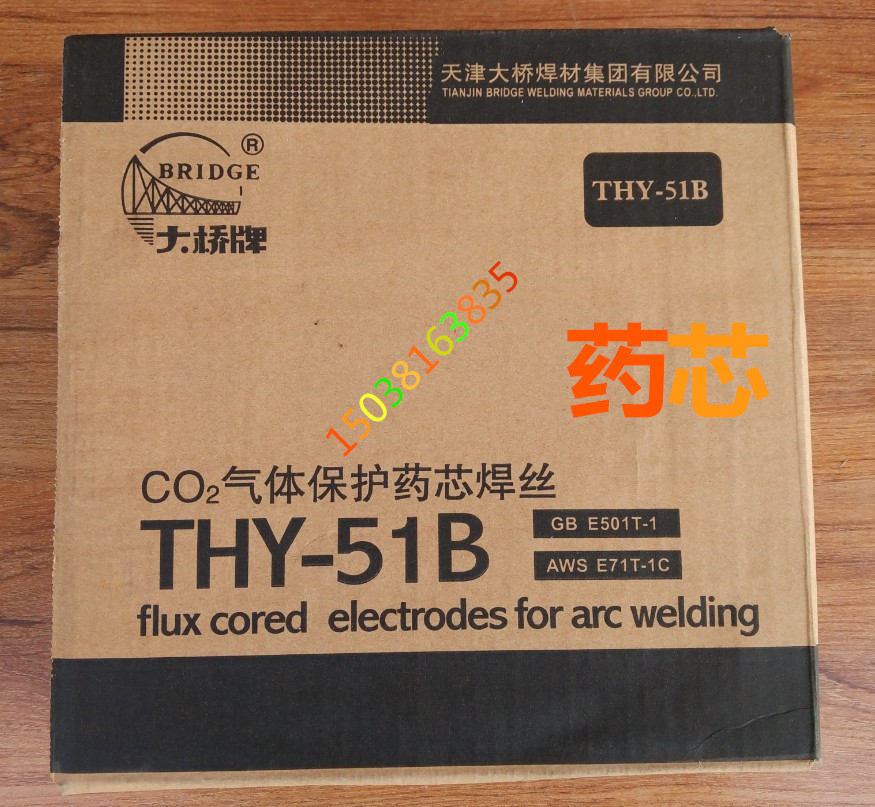 天津大桥焊材集团有限公司
TIANJIN BRIDGE WELDING MATERIALS GROUP CO.,LTD.
BRIDGE ®
大桥牌
THY-51B
15038163835
药芯
CO₂气体保护药芯焊丝
THY-51B
GB E501T-1
AWS E71T-1C
flux cored electrodes for arc welding